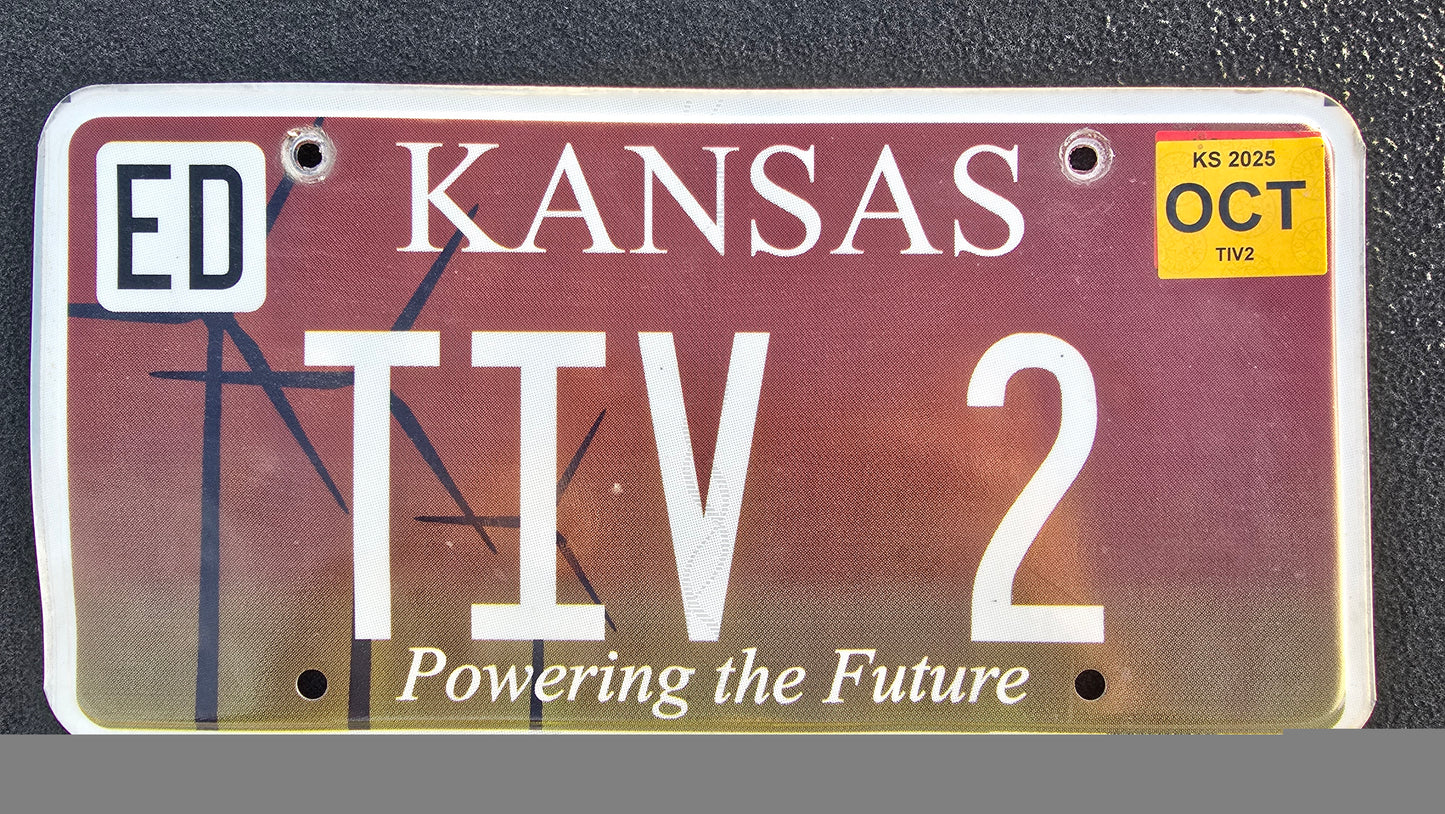 ED
KANSAS
KS 2025
OCT
TIV2
TIV 2
Powering the Future